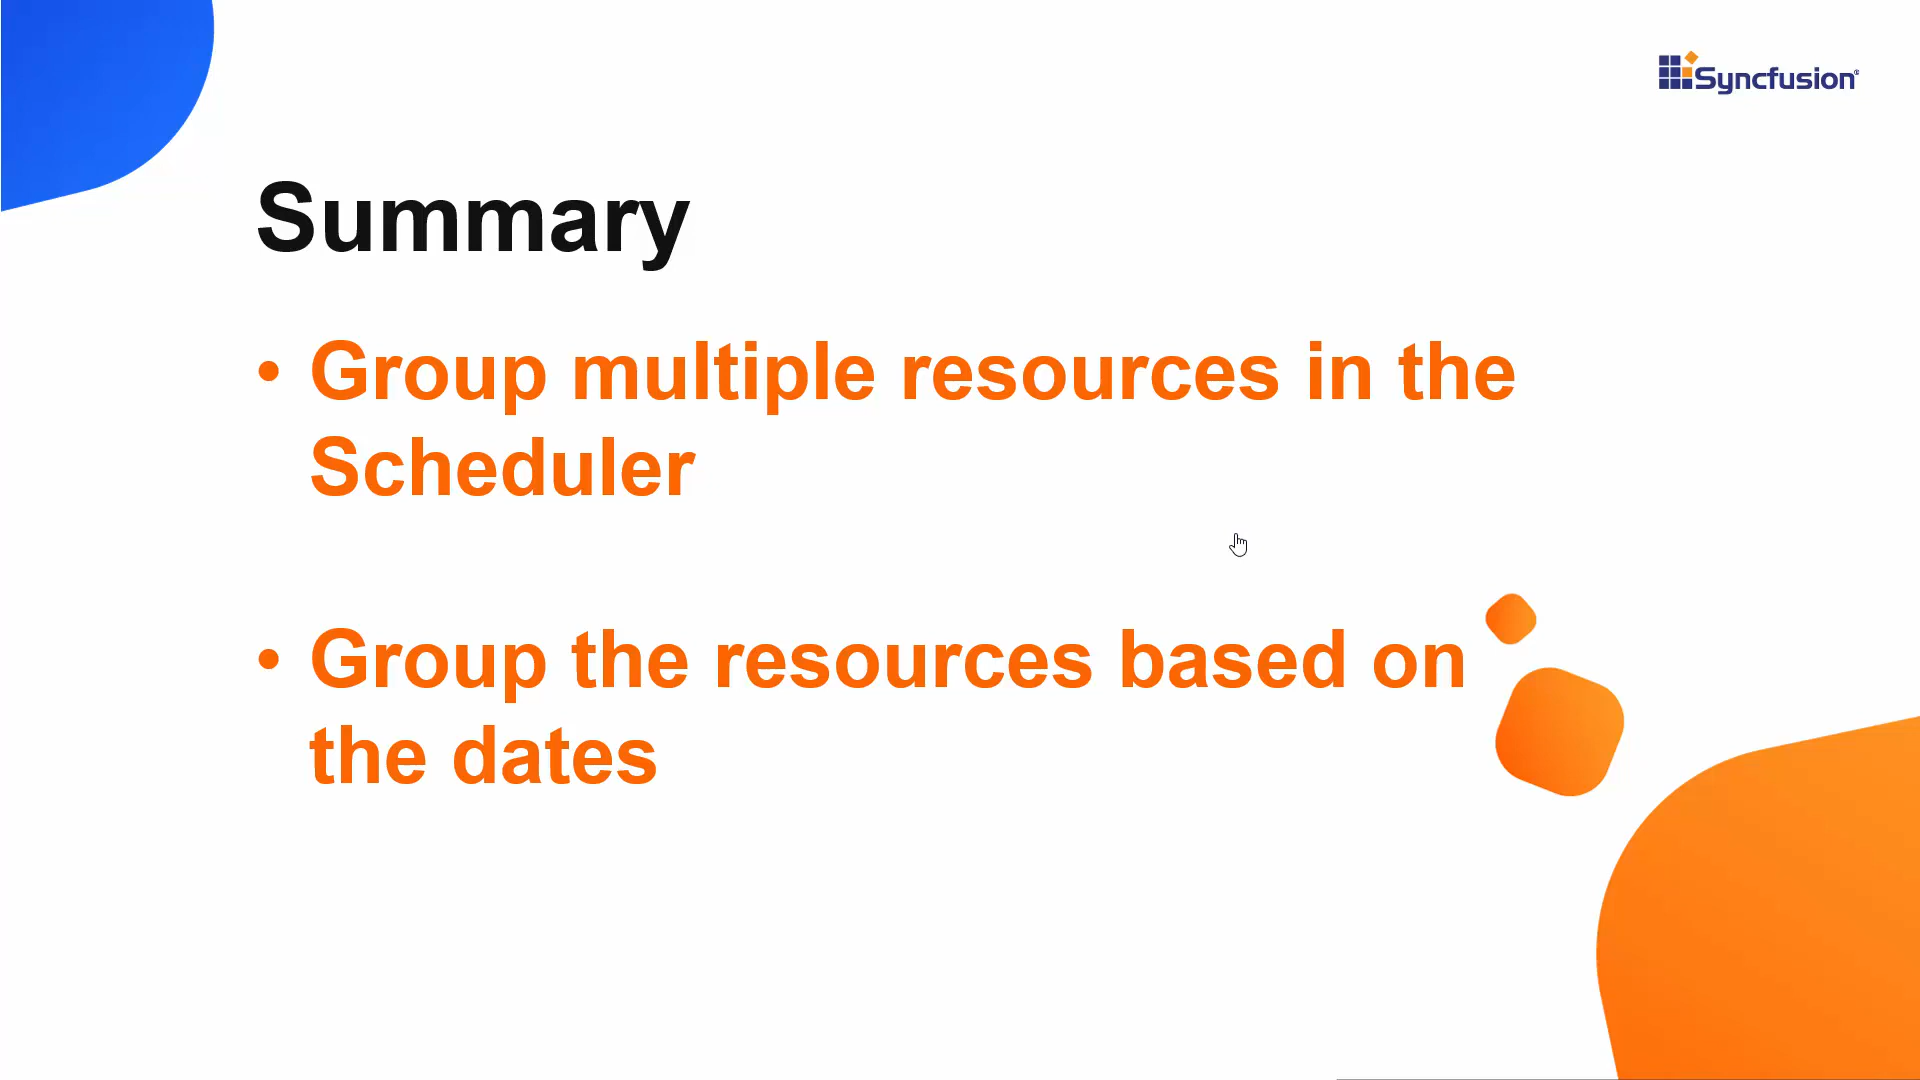 Syncfusion
Summary
• Group multiple resources in the
Scheduler
• Group the resources based on
the dates